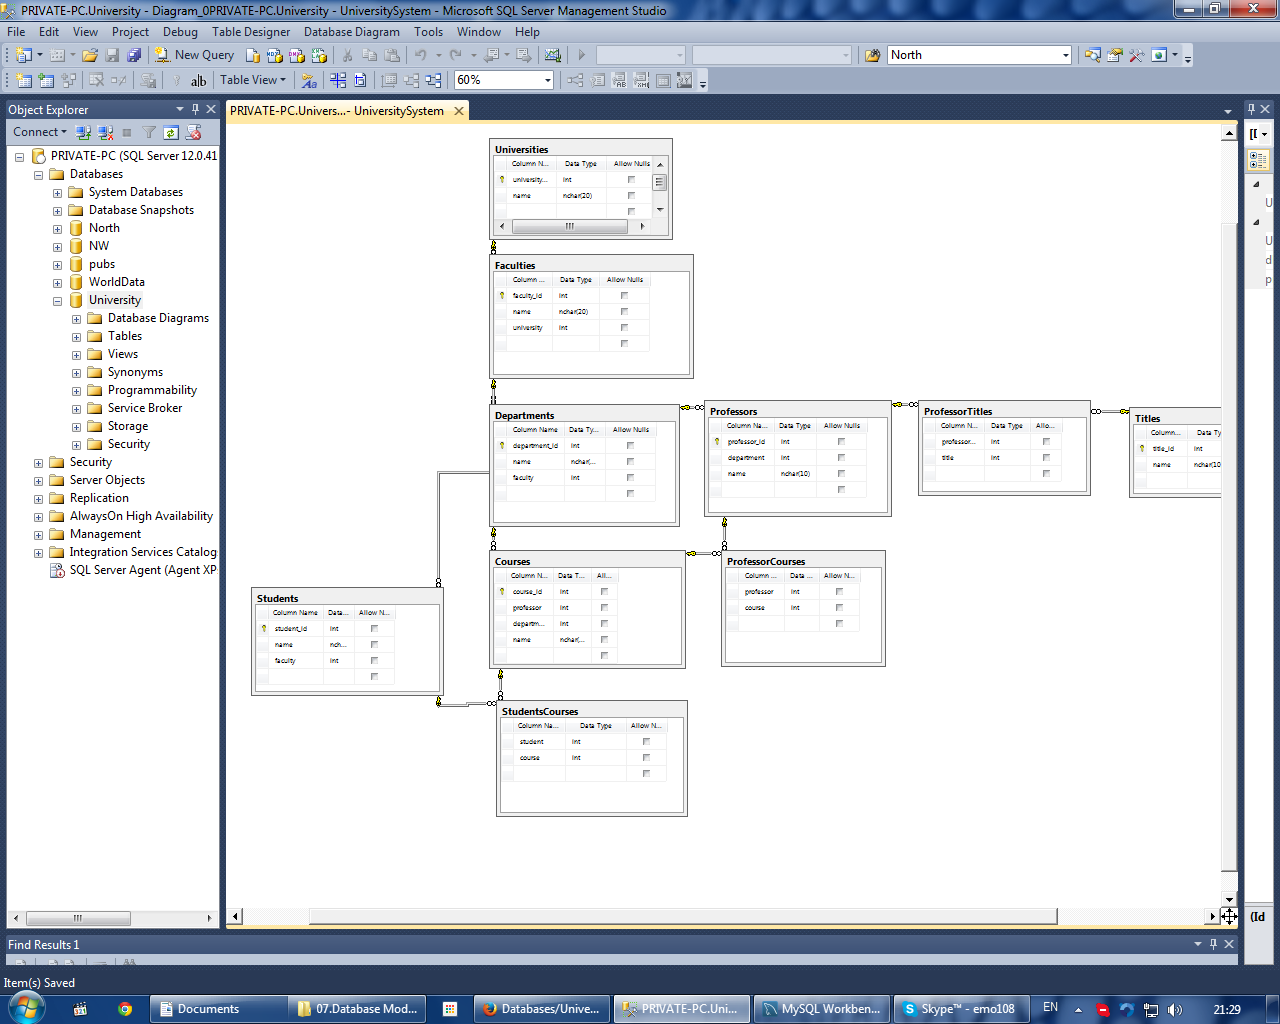 PRIVATE-PC.University - Diagram_0PRIVATE-PC.University - UniversitySystem - Microsoft SQL Server Management Studio
File Edit View Project Debug Table Designer Database Diagram Tools Window Help
New Query North
Table View 60%
Object Explorer
Connect
PRIVATE-PC (SQL Server 12.0.41
Databases
System Databases
Database Snapshots
North
NW
pubs
WorldData
University
Database Diagrams
Tables
Views
Synonyms
Programmability
Service Broker
Storage
Security
Security
Server Objects
Replication
AlwaysOn High Availability
Management
Integration Services Catalog
SQL Server Agent (Agent XP
PRIVATE-PC.Univers...- UniversitySystem
Universities
Column N... Data Type Allow Nulls
university... int
name nchar(20)
Faculties
Column ... Data Type Allow Nulls
faculty_id int
name nchar(20)
university int
Departments
Column Name Data Ty... Allow Nulls
department_id int
name nchar(...
faculty int
Professors
Column Na... Data Type Allow Nulls
professor_id int
department int
name nchar(10)
ProfessorTitles
Column N... Data Type Allo...
professor... int
title int
Titles
Column... Data Ty
title_id int
name nchar(10
Courses
Column N... Data T... All...
course_id int
professor int
departm... int
name nchar(...
ProfessorCourses
Column ... Data ... Allow N...
professor int
course int
Students
Column Name Data... Allow N...
student_id int
name nch...
faculty int
StudentsCourses
Column Na... Data Type Allow N...
student int
course int
(Id
Find Results 1
Item(s) Saved
Documents
07.Database Mod...
Databases/Unive...
PRIVATE-PC.Uni...
MySQL Workben...
Skype™ - emo108
EN
21:29